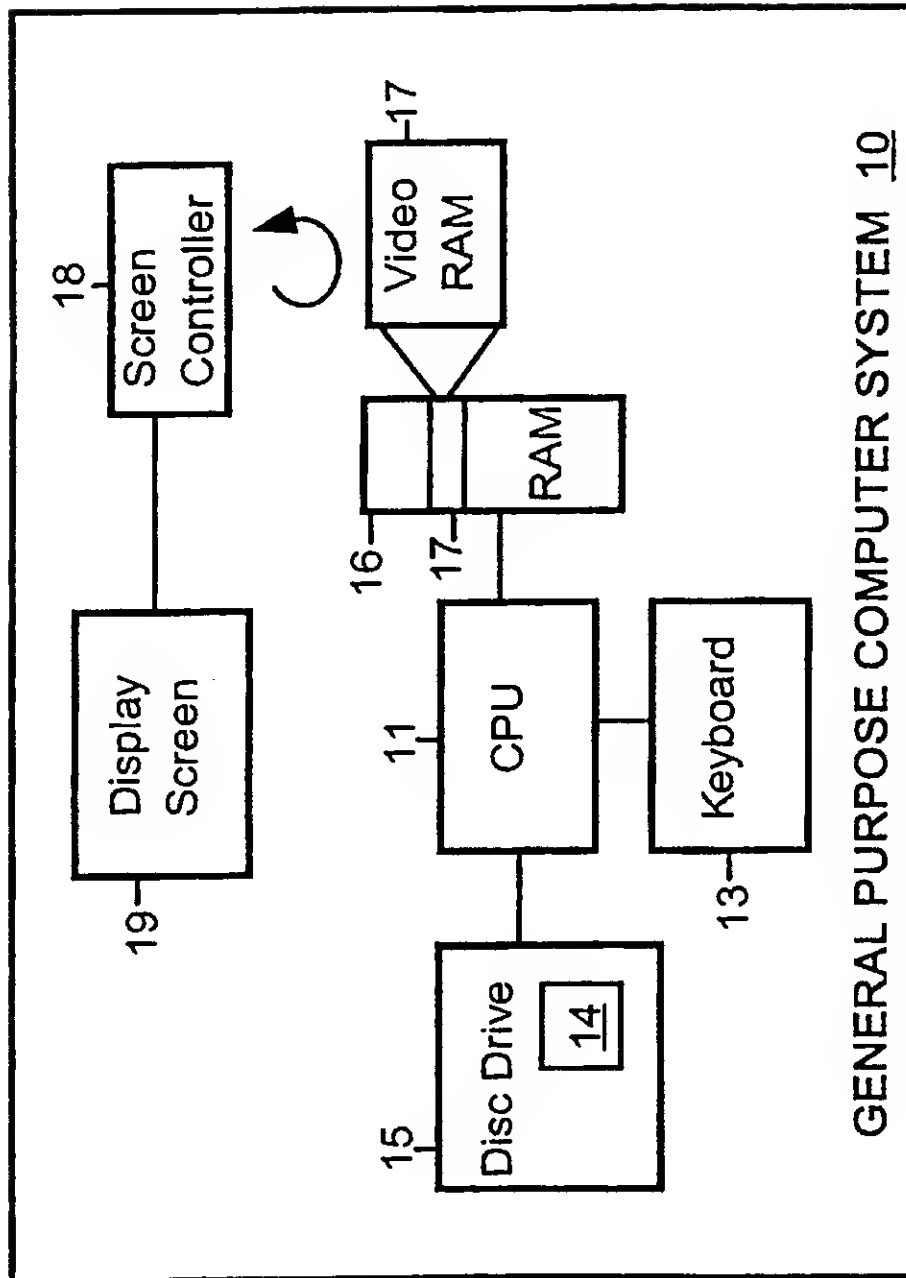 19
Display
Screen
18
Screen
Controller
15
Disc Drive
14
11
CPU
16
17
RAM
Video
RAM
17
13
Keyboard
GENERAL PURPOSE COMPUTER SYSTEM 10